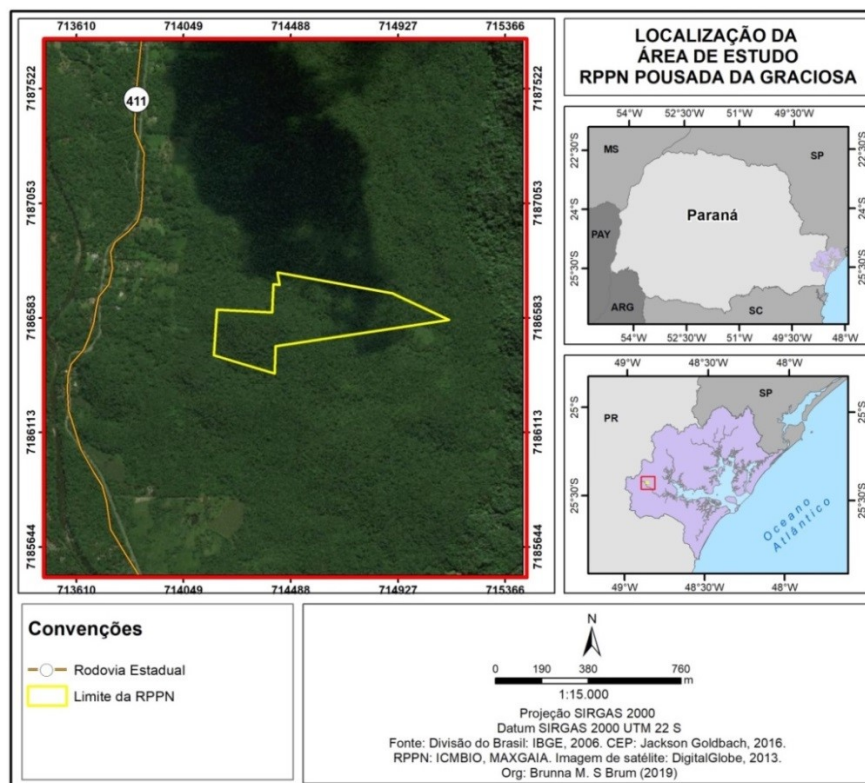 LOCALIZAÇÃO DA
ÁREA DE ESTUDO
RPPN POUSADA DA GRACIOSA
713610 714049 714488 714927 715366
7187522 7187522
7187053 7187053
7186583 7186583
7186113 7186113
7185644 7185644
411
713610 714049 714488 714927 715366
54°W 52°30'W 51°W 49°30'W
22°30'S 22°30'S
24°S 24°S
25°30'S 25°30'S
MS
SP
Paraná
PAY
ARG
SC
54°W 52°30'W 51°W 49°30'W 48°W
49°W 48°30'W 48°W
25°S 25°S
25°30'S 25°30'S
SP
PR
Oceano
Atlântico
49°W 48°30'W 48°W
Convenções
Rodovia Estadual
Limite da RPPN
N
0 190 380 760
m
1:15.000
Projeção SIRGAS 2000
Datum SIRGAS 2000 UTM 22 S
Fonte: Divisão do Brasil: IBGE, 2006. CEP: Jackson Goldbach, 2016.
RPPN: ICMBIO, MAXGAIA. Imagem de satélite: DigitalGlobe, 2013.
Org: Brunna M. S Brum (2019)